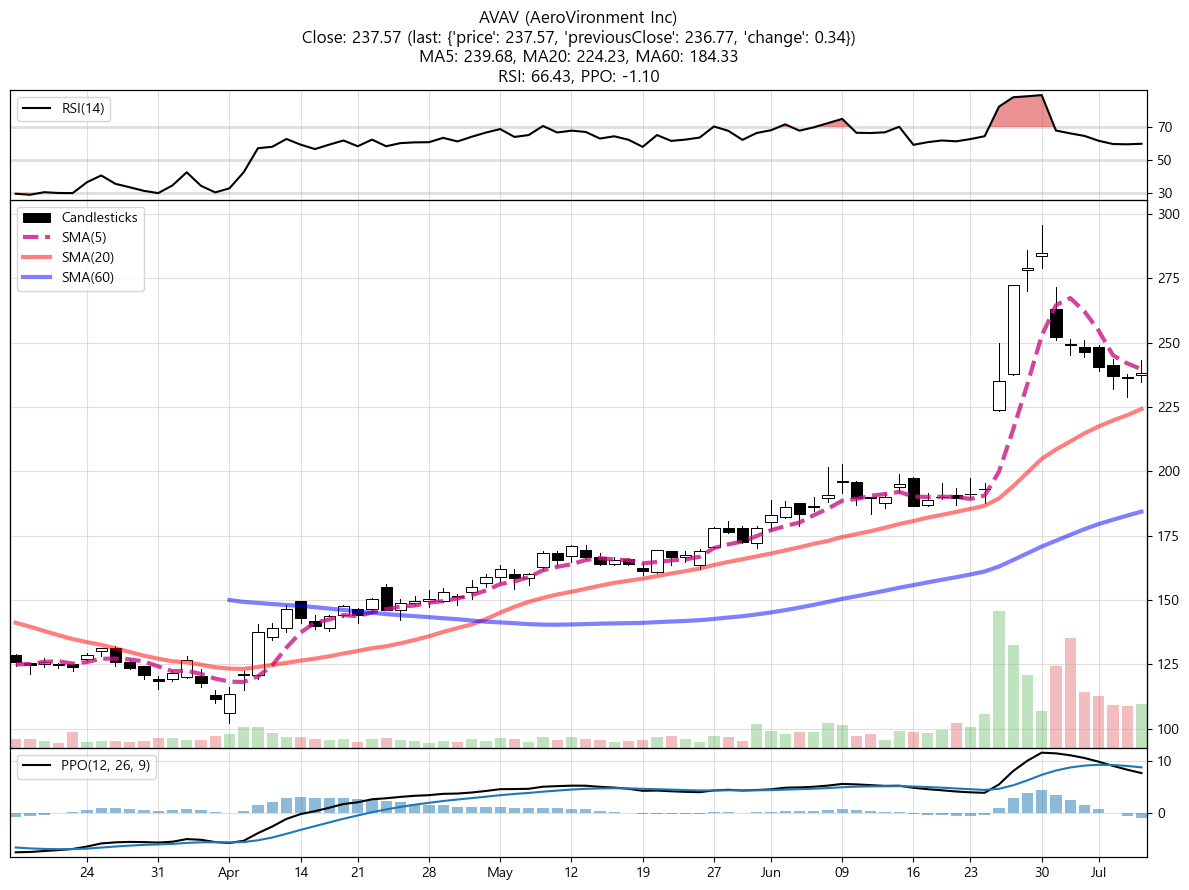 AVAV (AeroVironment Inc)
Close: 237.57 (last: {'price': 237.57, 'previousClose': 236.77, 'change': 0.34})
MA5: 239.68, MA20: 224.23, MA60: 184.33
RSI: 66.43, PPO: -1.10
RSI(14)
70
50
30
Candlesticks
SMA(5)
SMA(20)
SMA(60)
300
275
250
225
200
175
150
125
100
PPO(12, 26, 9)
10
0
24 31 Apr 14 21 28 May 12 19 27 Jun 09 16 23 30 Jul